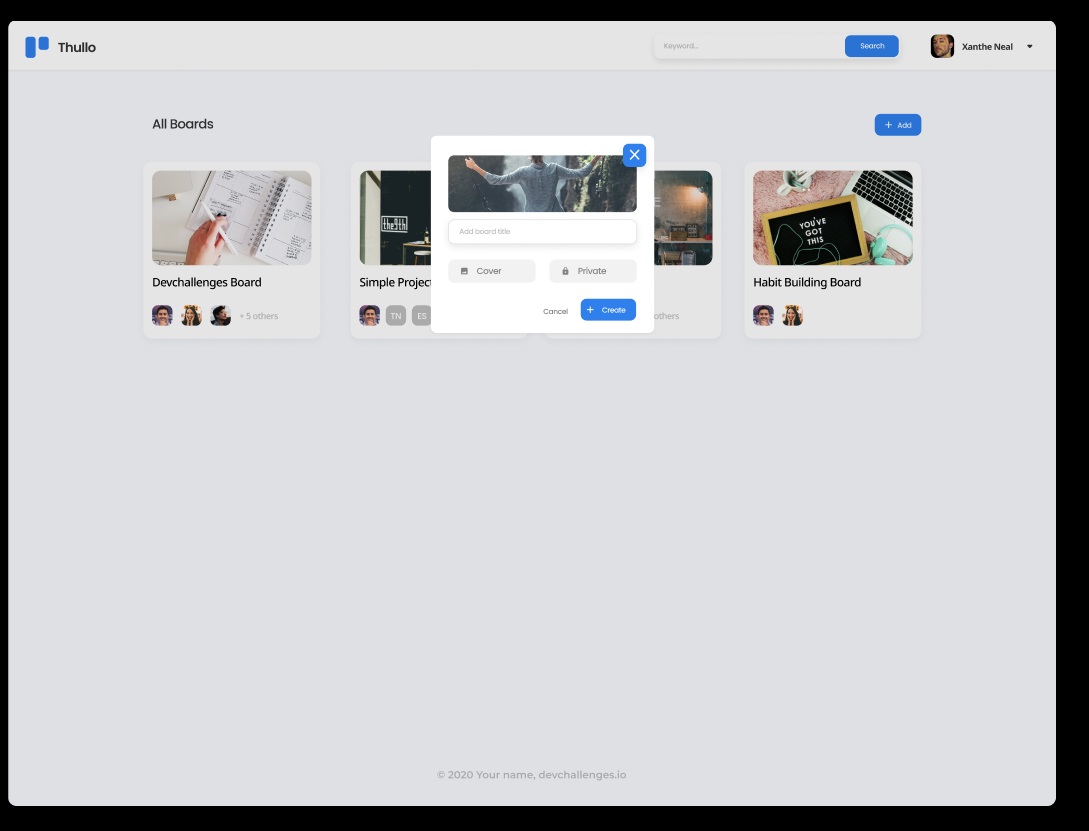 Thullo
Keyword...
Search
Xanthe Neal
All Boards
+ Add
Add board title
Cover
Private
Cancel
+ Create
the9th
YOU'VE
GOT
THIS
Devchallenges Board
Simple Project
Habit Building Board
+ 5 others
TN
ES
others
© 2020 Your name, devchallenges.io